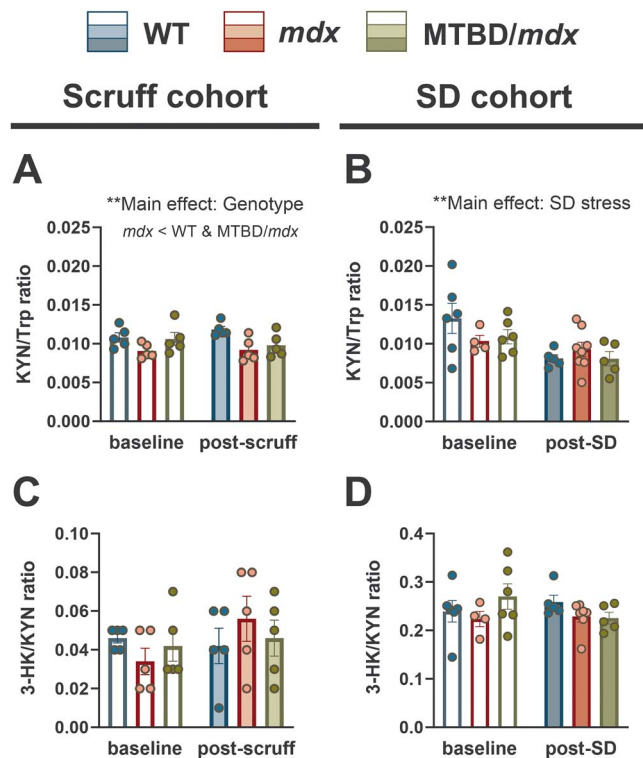 WT mdx MTBD/mdx
Scruff cohort SD cohort
A
**Main effect: Genotype
mdx < WT & MTBD/mdx
KYN/Trp ratio
0.025
0.020
0.015
0.010
0.005
0.000
baseline post-scruff
B
**Main effect: SD stress
KYN/Trp ratio
0.025
0.020
0.015
0.010
0.005
0.000
baseline post-SD
C
3-HK/KYN ratio
0.10
0.08
0.06
0.04
0.02
0.00
baseline post-scruff
D
3-HK/KYN ratio
0.4
0.3
0.2
0.1
0.0
baseline post-SD